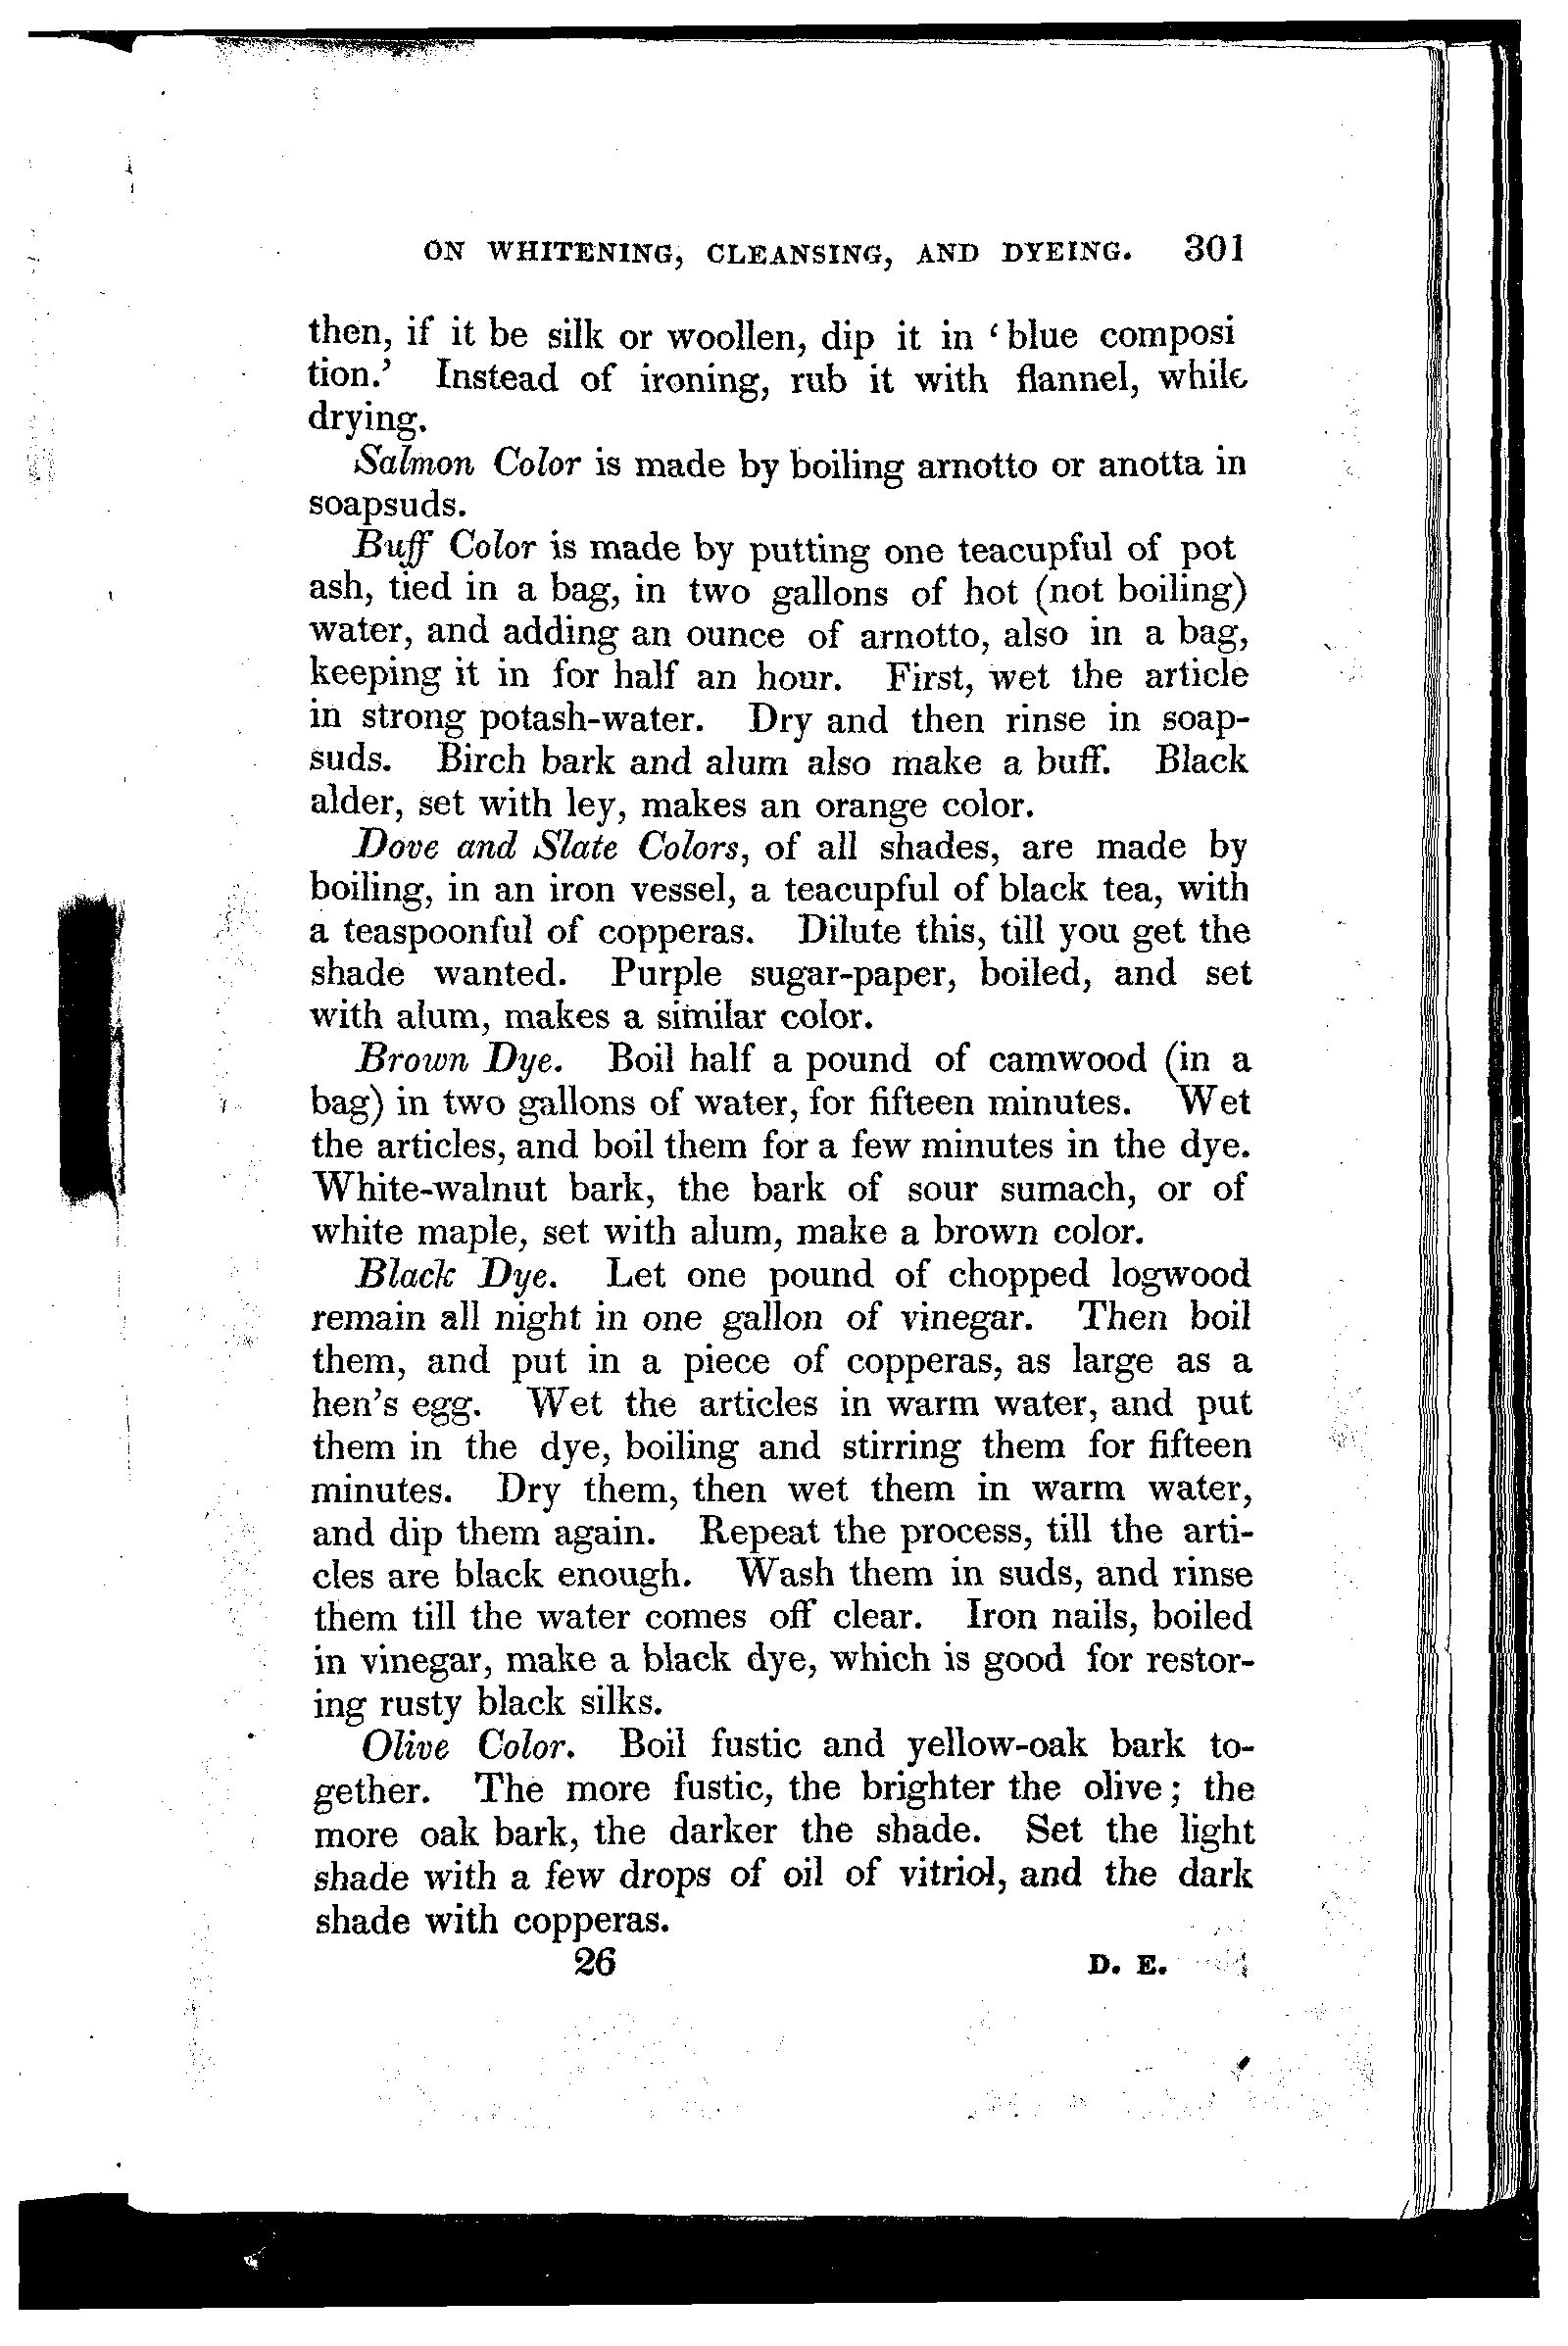 ON WHITENING, CLEANSING, AND DYEING. 301
then, if it be silk or woollen, dip it in ‘blue composi
tion.’ Instead of ironing, rub it with flannel, while
drying.
Salmon Color is made by boiling arnotto or anotta in
soapsuds.
Buff Color is made by putting one teacupful of pot
ash, tied in a bag, in two gallons of hot (not boiling)
water, and adding an ounce of arnotto, also in a bag,
keeping it in for half an hour. First, wet the article
in strong potash-water. Dry and then rinse in soap-
suds. Birch bark and alum also make a buff. Black
alder, set with ley, makes an orange color.
Dove and Slate Colors, of all shades, are made by
boiling, in an iron vessel, a teacupful of black tea, with
a teaspoonful of copperas. Dilute this, till you get the
shade wanted. Purple sugar-paper, boiled, and set
with alum, makes a similar color.
Brown Dye. Boil half a pound of camwood (in a
bag) in two gallons of water, for fifteen minutes. Wet
the articles, and boil them for a few minutes in the dye.
White-walnut bark, the bark of sour sumach, or of
white maple, set with alum, make a brown color.
Black Dye. Let one pound of chopped logwood
remain all night in one gallon of vinegar. Then boil
them, and put in a piece of copperas, as large as a
hen's egg. Wet the articles in warm water, and put
them in the dye, boiling and stirring them for fifteen
minutes. Dry them, then wet them in warm water,
and dip them again. Repeat the process, till the arti-
cles are black enough. Wash them in suds, and rinse
them till the water comes off clear. Iron nails, boiled
in vinegar, make a black dye, which is good for restor-
ing rusty black silks.
Olive Color. Boil fustic and yellow-oak bark to-
gether. The more fustic, the brighter the olive; the
more oak bark, the darker the shade. Set the light
shade with a few drops of oil of vitriol, and the dark
shade with copperas.
26 D. E.